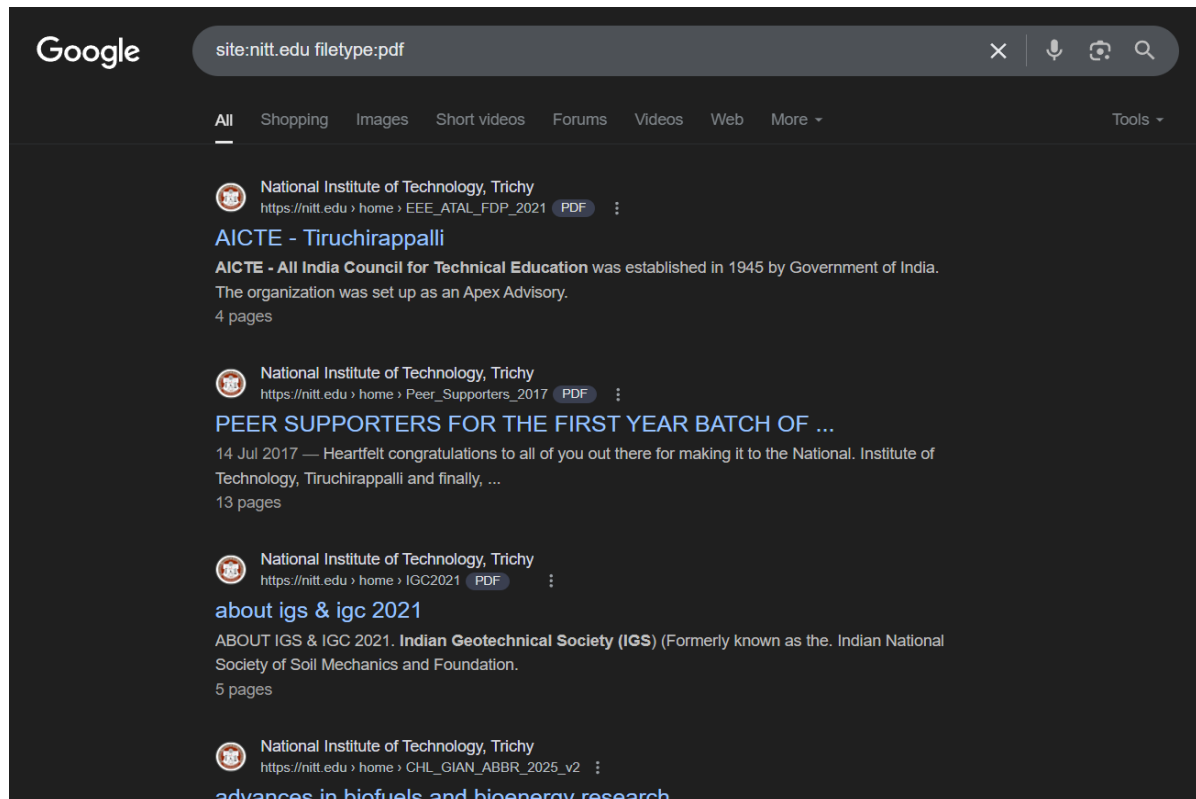 Google
site:nitt.edu filetype:pdf
All Shopping Images Short videos Forums Videos Web More Tools
National Institute of Technology, Trichy
https://nitt.edu › home › EEE_ATAL_FDP_2021 PDF
AICTE - Tiruchirappalli
AICTE - All India Council for Technical Education was established in 1945 by Government of India.
The organization was set up as an Apex Advisory.
4 pages
National Institute of Technology, Trichy
https://nitt.edu › home › Peer_Supporters_2017 PDF
PEER SUPPORTERS FOR THE FIRST YEAR BATCH OF ...
14 Jul 2017 — Heartfelt congratulations to all of you out there for making it to the National. Institute of
Technology, Tiruchirappalli and finally, ...
13 pages
National Institute of Technology, Trichy
https://nitt.edu › home › IGC2021 PDF
about igs & igc 2021
ABOUT IGS & IGC 2021. Indian Geotechnical Society (IGS) (Formerly known as the. Indian National
Society of Soil Mechanics and Foundation.
5 pages
National Institute of Technology, Trichy
https://nitt.edu › home › CHL_GIAN_ABBR_2025_v2
advances in biofuels and bioenergy research